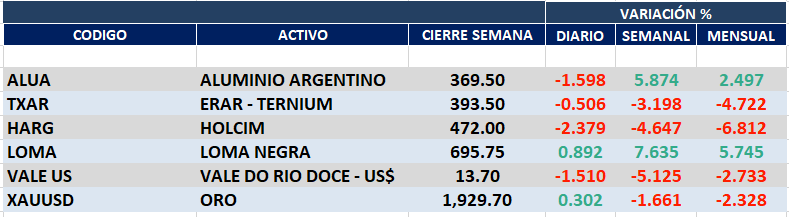 VARIACIÓN %
CODIGO ACTIVO CIERRE SEMANA DIARIO SEMANAL MENSUAL
ALUA ALUMINIO ARGENTINO 369.50 -1.598 5.874 2.497
TXAR ERAR - TERNIUM 393.50 -0.506 -3.198 -4.722
HARG HOLCIM 472.00 -2.379 -4.647 -6.812
LOMA LOMA NEGRA 695.75 0.892 7.635 5.745
VALE US VALE DO RIO DOCE - US$ 13.70 -1.510 -5.125 -2.733
XAUUSD ORO 1,929.70 0.302 -1.661 -2.328